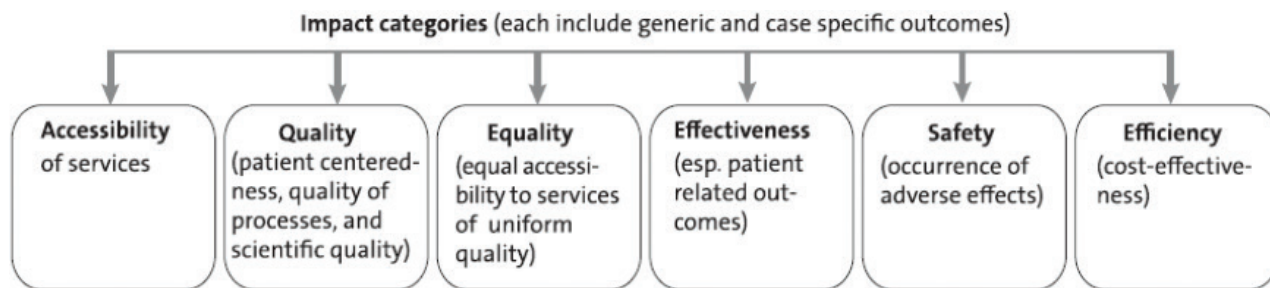 Impact categories (each include generic and case specific outcomes)
Accessibility
of services
Quality
(patient centered-
ness, quality of
processes, and
scientific quality)
Equality
(equal accessi-
bility to services
of uniform
quality)
Effectiveness
(esp. patient
related out-
comes)
Safety
(occurrence of
adverse effects)
Efficiency
(cost-effective-
ness)